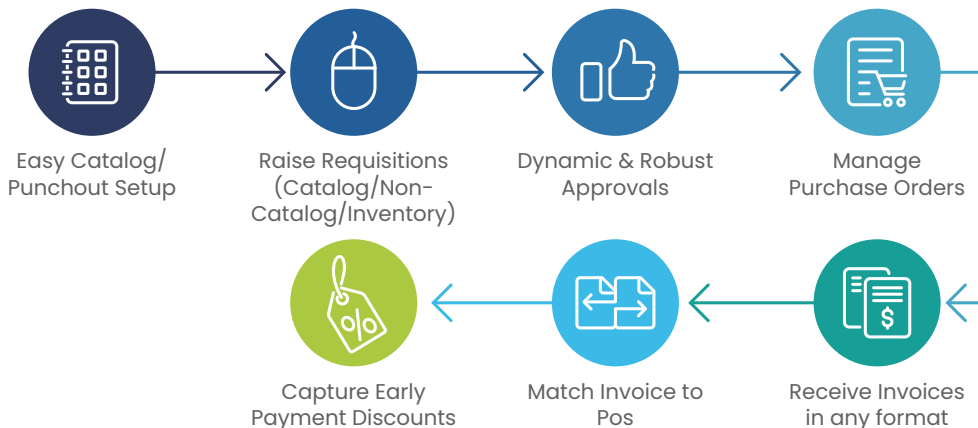 Easy Catalog/
Punchout Setup
Raise Requisitions
(Catalog/Non-
Catalog/Inventory)
Dynamic & Robust
Approvals
Manage
Purchase Orders
$
Receive Invoices
in any format
Match Invoice to
Pos
%
Capture Early
Payment Discounts